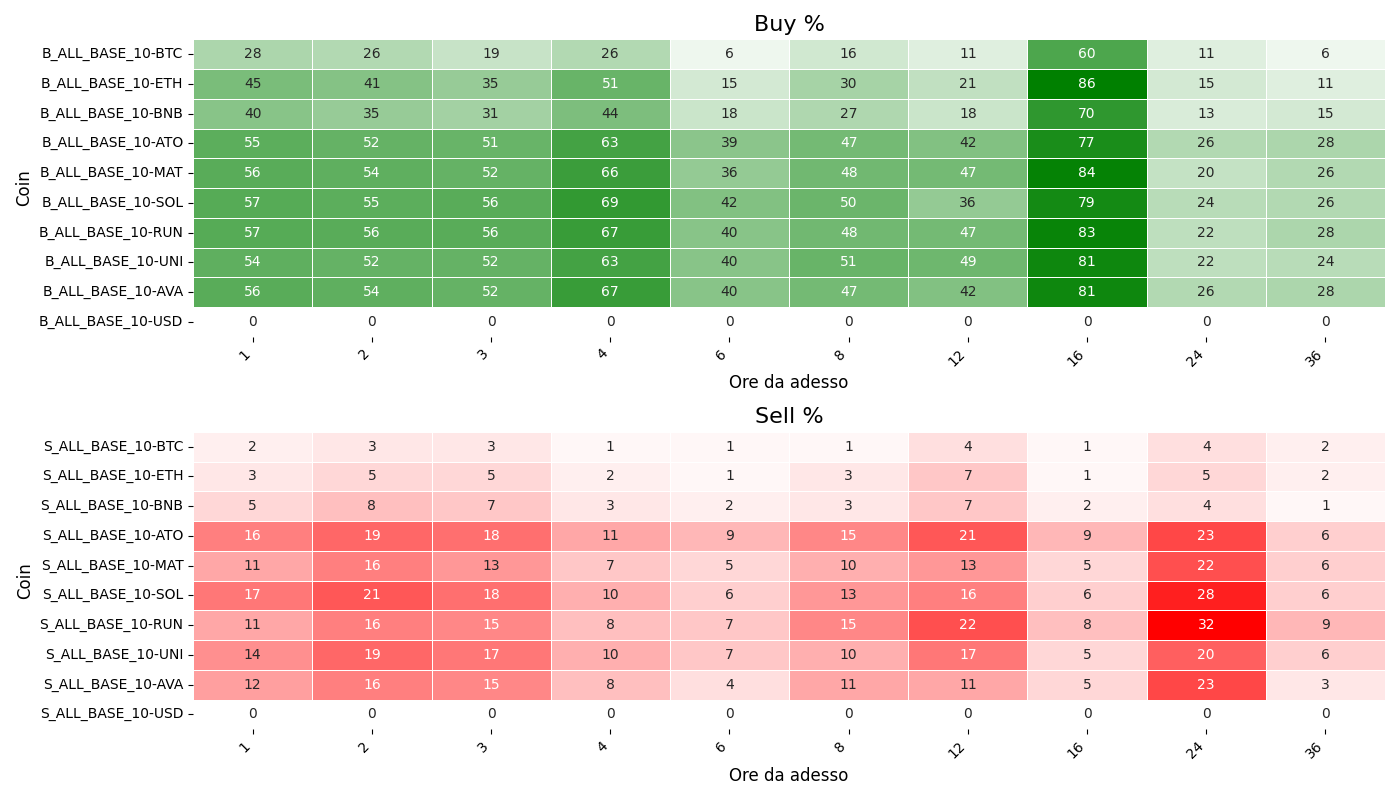 Buy %
Coin
B_ALL_BASE_10-BTC 28 26 19 26 6 16 11 60 11 6
B_ALL_BASE_10-ETH 45 41 35 51 15 30 21 86 15 11
B_ALL_BASE_10-BNB 40 35 31 44 18 27 18 70 13 15
B_ALL_BASE_10-ATO 55 52 51 63 39 47 42 77 26 28
B_ALL_BASE_10-MAT 56 54 52 66 36 48 47 84 20 26
B_ALL_BASE_10-SOL 57 55 56 69 42 50 36 79 24 26
B_ALL_BASE_10-RUN 57 56 56 67 40 48 47 83 22 28
B_ALL_BASE_10-UNI 54 52 52 63 40 51 49 81 22 24
B_ALL_BASE_10-AVA 56 54 52 67 40 47 42 81 26 28
B_ALL_BASE_10-USD 0 0 0 0 0 0 0 0 0 0
1 2 3 4 6 8 12 16 24 36
Ore da adesso
Sell %
Coin
S_ALL_BASE_10-BTC 2 3 3 1 1 1 4 1 4 2
S_ALL_BASE_10-ETH 3 5 5 2 1 3 7 1 5 2
S_ALL_BASE_10-BNB 5 8 7 3 2 3 7 2 4 1
S_ALL_BASE_10-ATO 16 19 18 11 9 15 21 9 23 6
S_ALL_BASE_10-MAT 11 16 13 7 5 10 13 5 22 6
S_ALL_BASE_10-SOL 17 21 18 10 6 13 16 6 28 6
S_ALL_BASE_10-RUN 11 16 15 8 7 15 22 8 32 9
S_ALL_BASE_10-UNI 14 19 17 10 7 10 17 5 20 6
S_ALL_BASE_10-AVA 12 16 15 8 4 11 11 5 23 3
S_ALL_BASE_10-USD 0 0 0 0 0 0 0 0 0 0
1 2 3 4 6 8 12 16 24 36
Ore da adesso